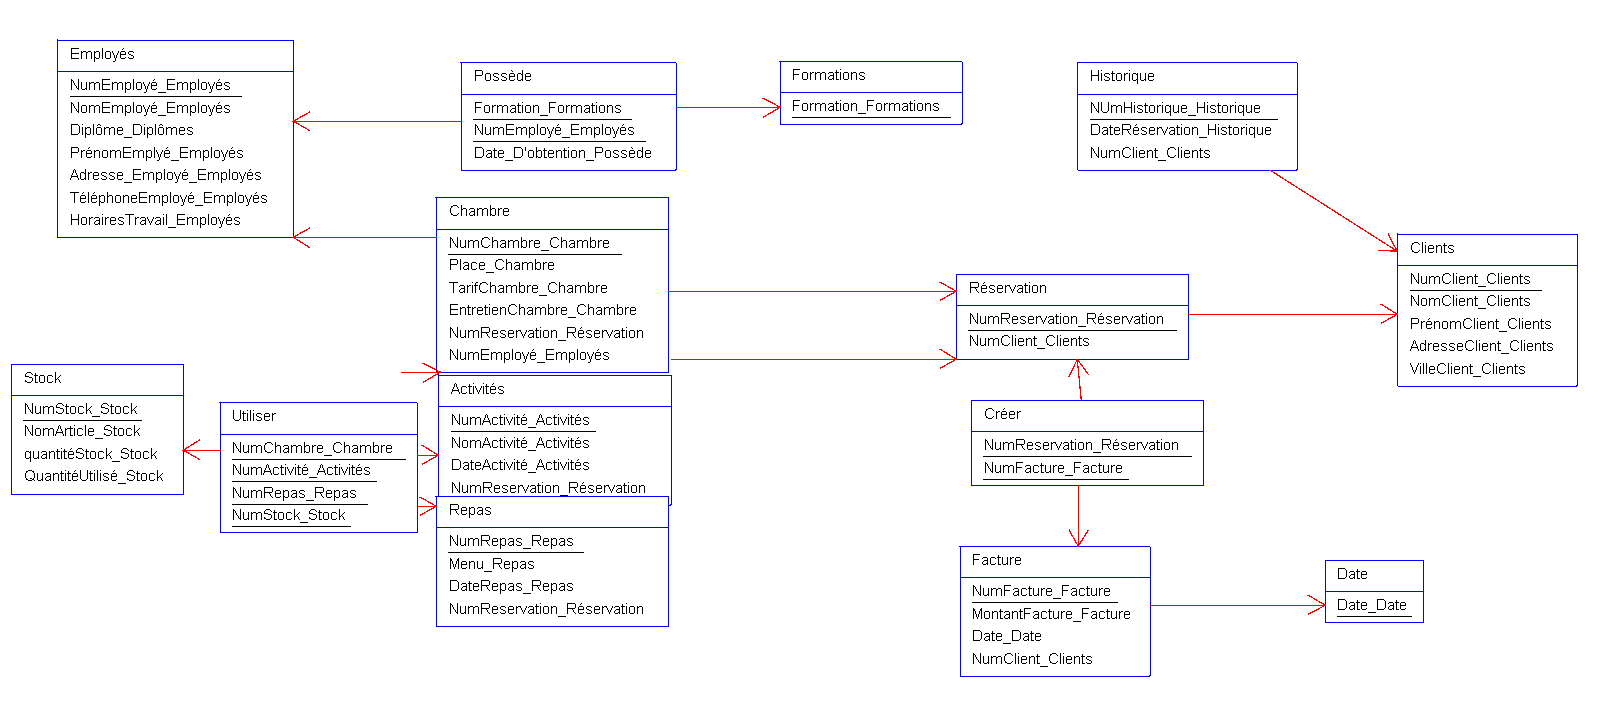 Employés
NumEmployé_Employés
NomEmployé_Employés
Diplôme_Diplômes
PrénomEmplyé_Employés
Adresse_Employé_Employés
TéléphoneEmployé_Employés
HorairesTravail_Employés
Possède
Formation_Formations
NumEmployé_Employés
Date_D'obtention_Possède
Formations
Formation_Formations
Historique
NUmHistorique_Historique
DateRéservation_Historique
NumClient_Clients
Chambre
NumChambre_Chambre
Place_Chambre
TarifChambre_Chambre
EntretienChambre_Chambre
NumReservation_Réservation
NumEmployé_Employés
Réservation
NumReservation_Réservation
NumClient_Clients
Clients
NumClient_Clients
NomClient_Clients
PrénomClient_Clients
AdresseClient_Clients
VilleClient_Clients
Stock
NumStock_Stock
NomArticle_Stock
quantitéStock_Stock
QuantitéUtilisé_Stock
Utiliser
NumChambre_Chambre
NumActivité_Activités
NumRepas_Repas
NumStock_Stock
Activités
NumActivité_Activités
NomActivité_Activités
DateActivité_Activités
NumReservation_Réservation
Repas
NumRepas_Repas
Menu_Repas
DateRepas_Repas
NumReservation_Réservation
Créer
NumReservation_Réservation
NumFacture_Facture
Facture
NumFacture_Facture
MontantFacture_Facture
Date_Date
NumClient_Clients
Date
Date_Date